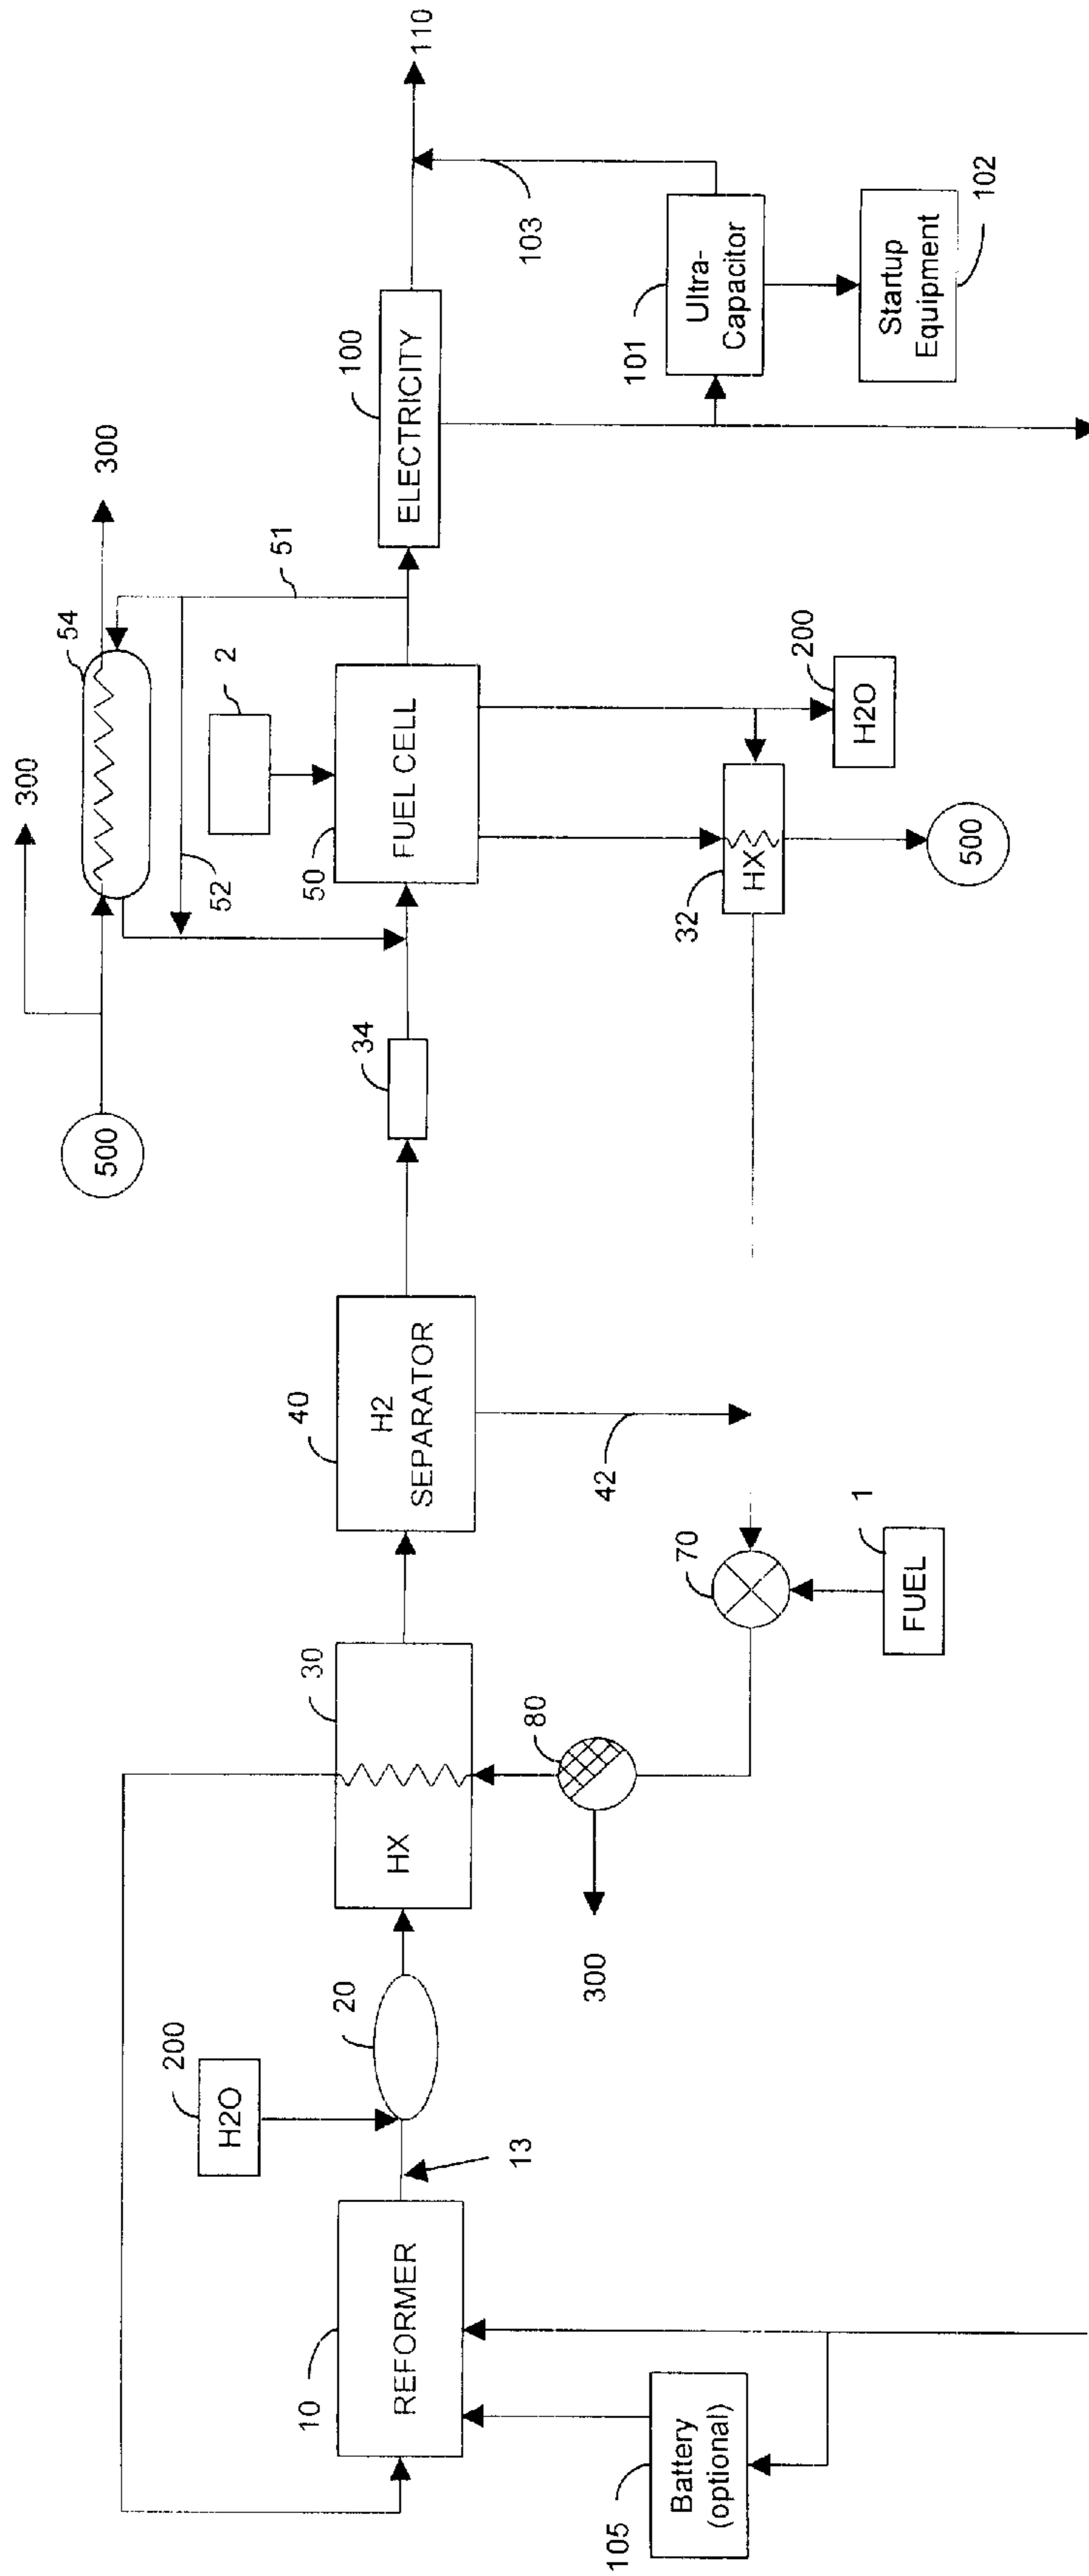 300
500
300
54
51
52
2
50
FUEL CELL
34
100
ELECTRICITY
110
103
101
Ultra-
Capacitor
102
Startup
Equipment
200
H2O
32
HX
500
40
H2
SEPARATOR
42
30
HX
80
300
70
1
FUEL
200
H2O
20
13
10
REFORMER
105
Battery
(optional)